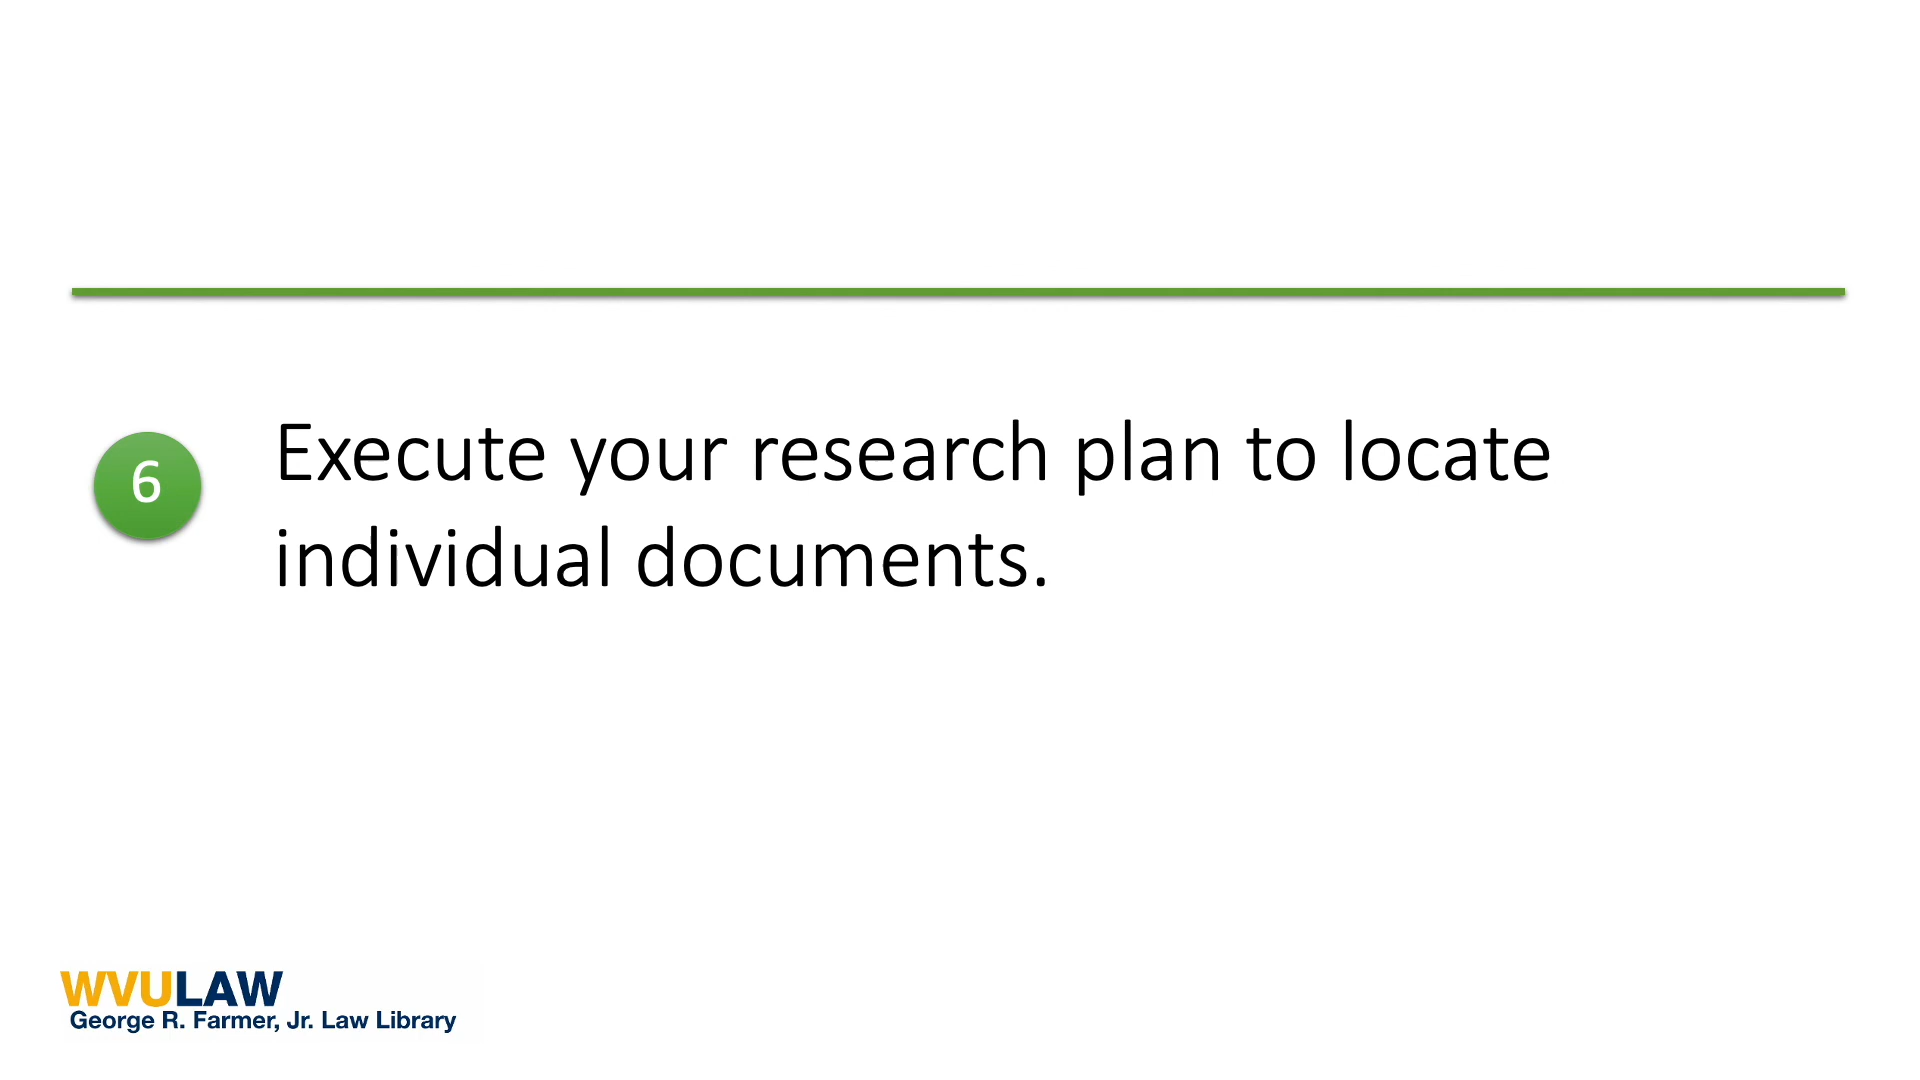 6
Execute your research plan to locate
individual documents.
WVULAW
George R. Farmer, Jr. Law Library